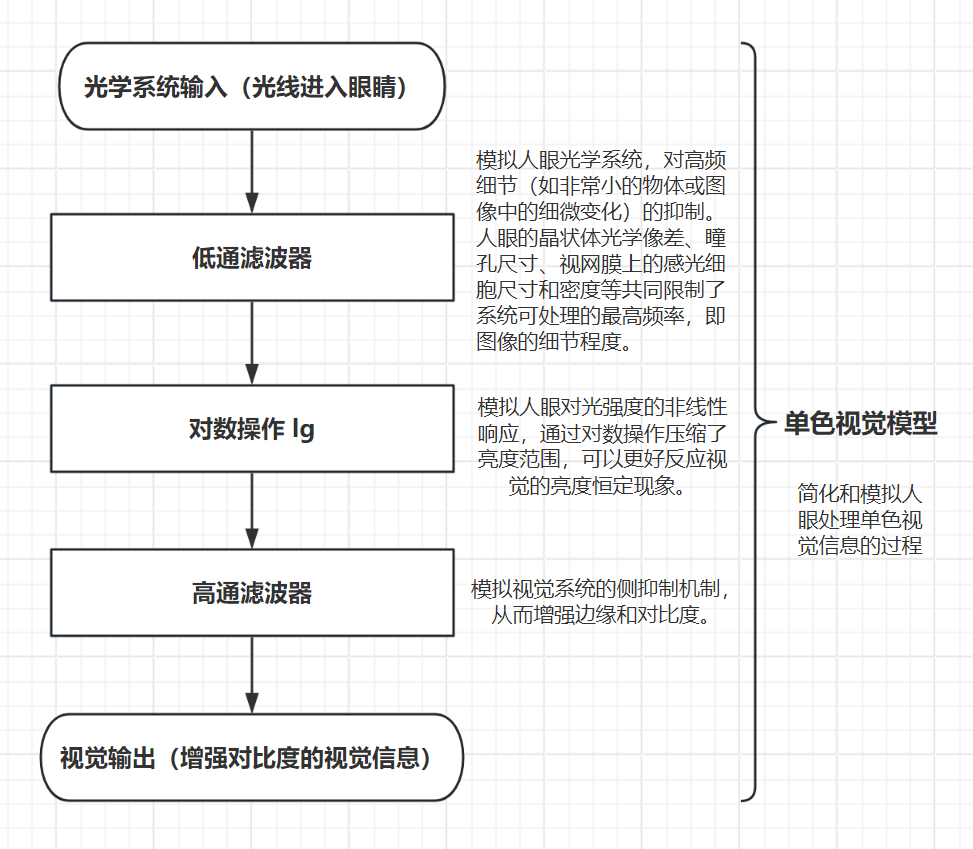 光学系统输入（光线进入眼睛）
模拟人眼光学系统，对高频
细节（如非常小的物体或图
像中的细微变化）的抑制。
人眼的晶状体光学像差、瞳
孔尺寸、视网膜上的感光细
胞尺寸和密度等共同限制了
系统可处理的最高频率，即
图像的细节程度。
低通滤波器
对数操作 lg
模拟人眼对光强度的非线性
响应，通过对数操作压缩了
亮度范围，可以更好反应视
觉的亮度恒定现象。
高通滤波器
模拟视觉系统的侧抑制机制，
从而增强边缘和对比度。
视觉输出（增强对比度的视觉信息）
单色视觉模型
简化和模拟人
眼处理单色视
觉信息的过程